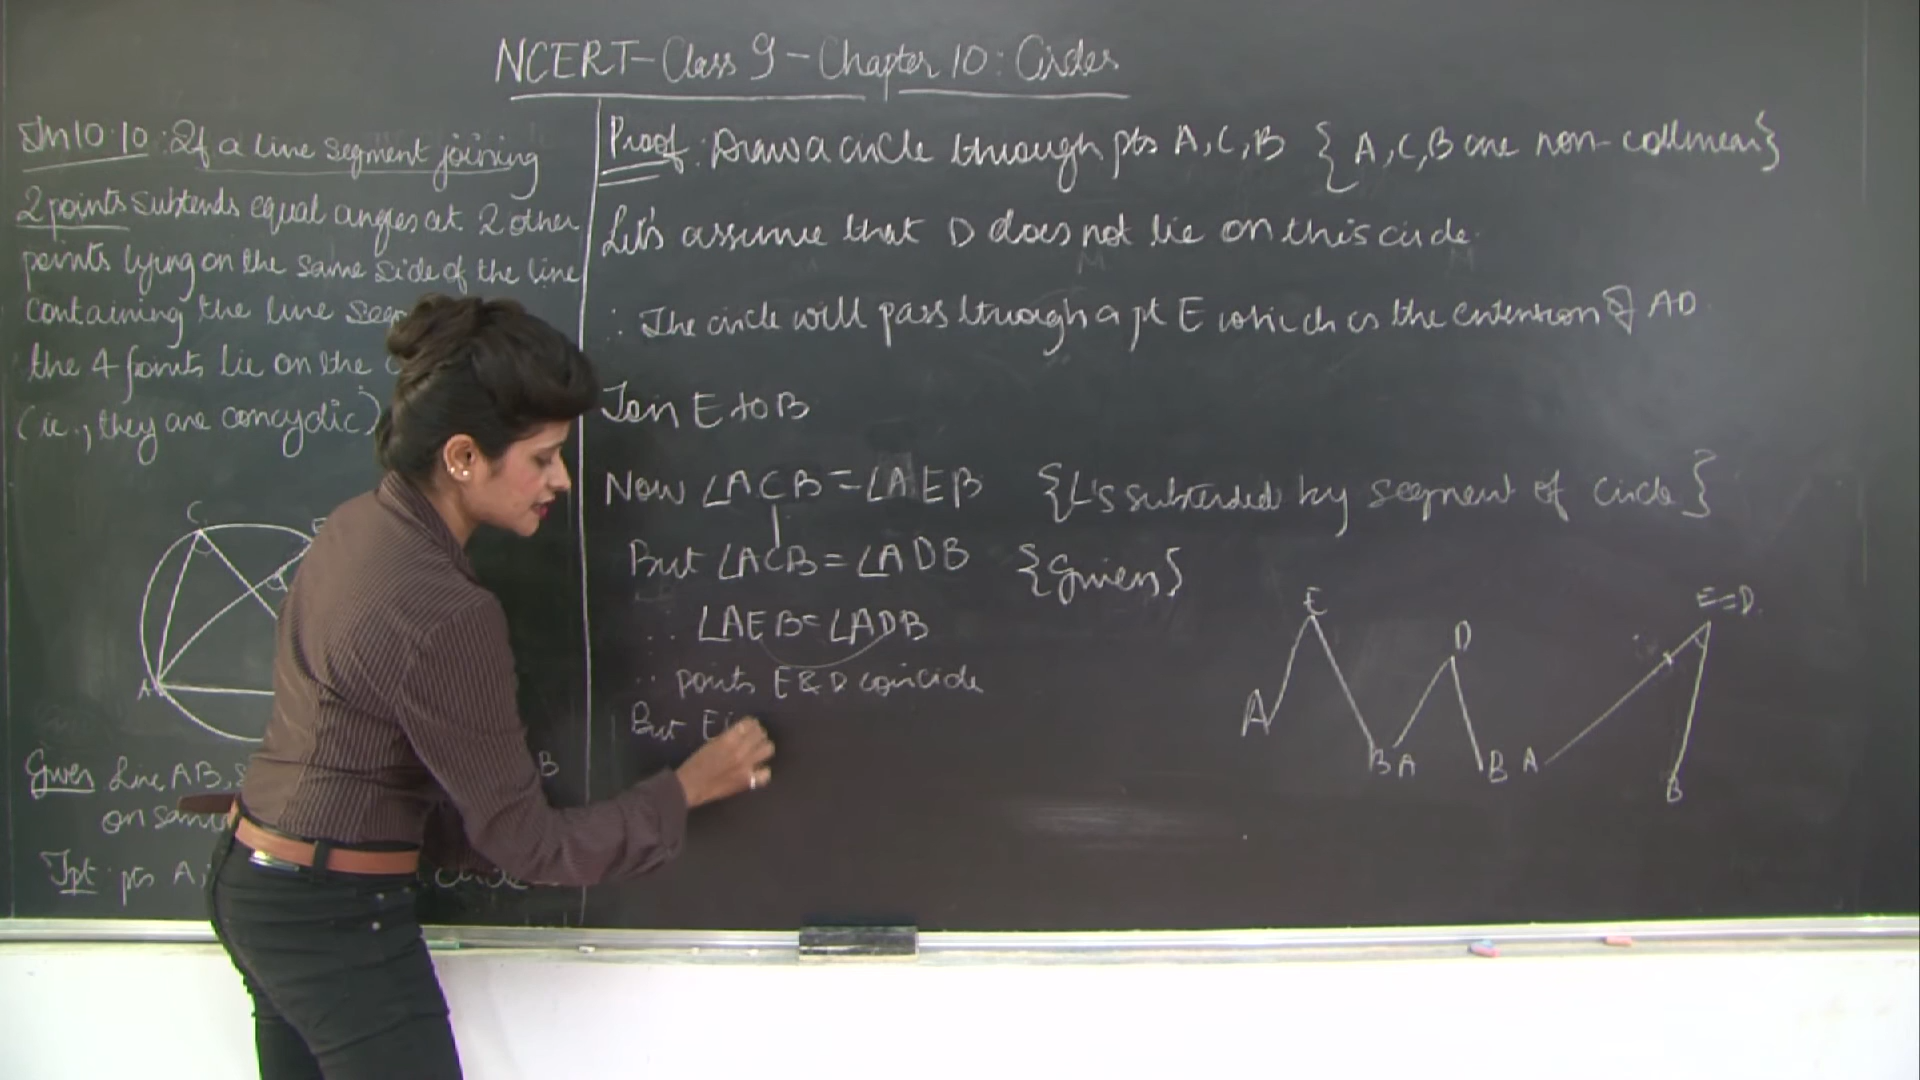 NCERT-Class 9-Chapter 10: Circles
Th 10.10: If a line segment joining
2 points subtends equal angles at 2 other
points lying on the same side of the line
containing the line
the 4 points lie on the
(ie., they are concyclic)
C
A
Given Line AB,
B
on same
Tpt: pts A,
Proof: Draw a circle through pts A, C, B {A, C, B are non-collinear}
Let's assume that D does not lie on this circle.
∴ The circle will pass through a pt E which is the extention of AD.
Join E to B
Now ∠ACB = ∠AEB {∠'s subtended by segment of circle}
But ∠ACB = ∠ADB {given}
∴ ∠AEB = ∠ADB
∴ points E & D coincide
But E
E
A
B
D
A
B
E=D.
A
B